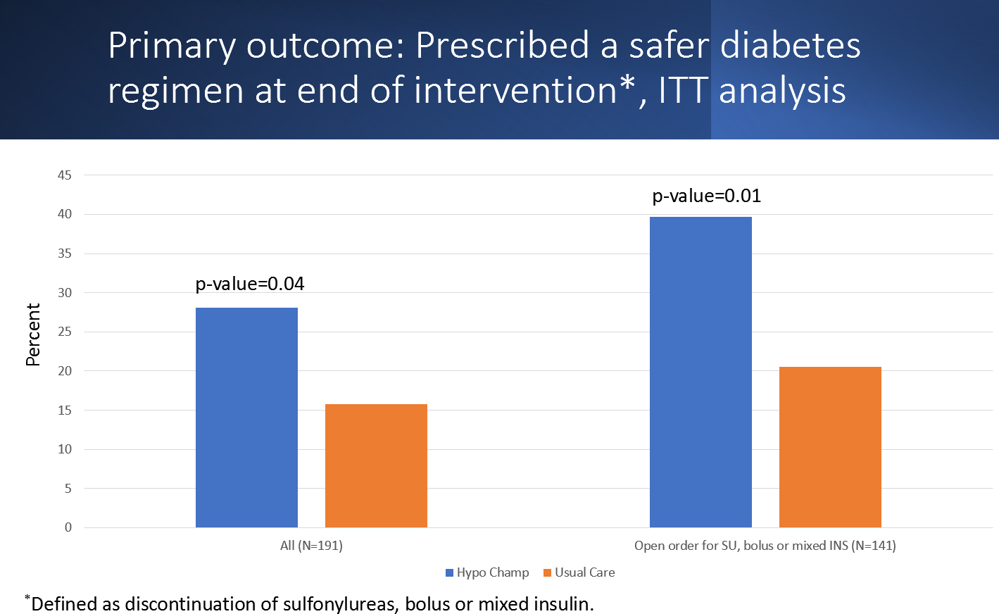 Primary outcome: Prescribed a safer diabetes
regimen at end of intervention*, ITT analysis
45
40
35
30
25
20
15
10
5
0
Percent
p-value=0.04
p-value=0.01
All (N=191)
Open order for SU, bolus or mixed INS (N=141)
Hypo Champ
Usual Care
*Defined as discontinuation of sulfonylureas, bolus or mixed insulin.